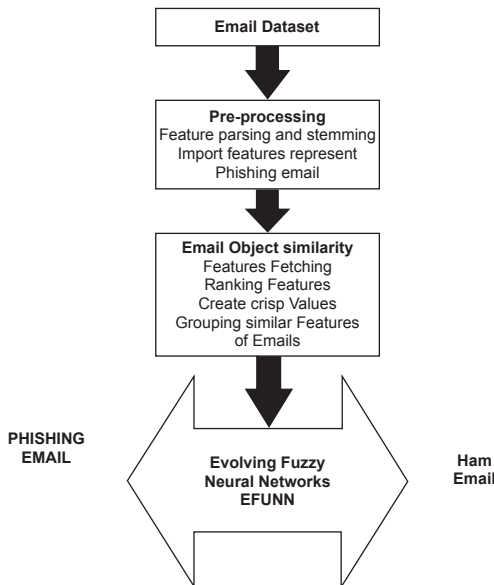 Email Dataset
Pre-processing
Feature parsing and stemming
Import features represent
Phishing email
Email Object similarity
Features Fetching
Ranking Features
Create crisp Values
Grouping similar Features
of Emails
PHISHING
EMAIL
Evolving Fuzzy
Neural Networks
EFUNN
Ham
Email